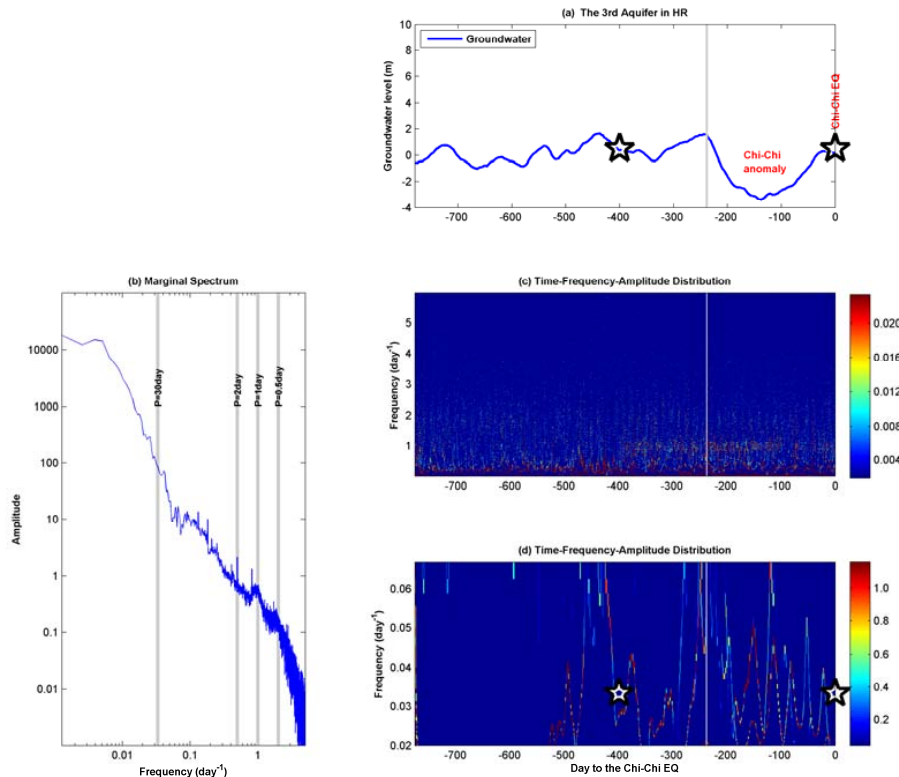 (a) The 3rd Aquifer in HR
Groundwater level (m)
10
8
6
4
2
0
-2
-4
Groundwater
Chi-Chi EQ
Chi-Chi
anomaly
-700 -600 -500 -400 -300 -200 -100 0
(b) Marginal Spectrum
Amplitude
10000
1000
100
10
1
0.1
0.01
P=30day
P=2day
P=1day
P=0.5day
0.01 0.1 1
Frequency (day-1)
(c) Time-Frequency-Amplitude Distribution
Frequency (day-1)
5
4
3
2
1
-700 -600 -500 -400 -300 -200 -100 0
0.020
0.016
0.012
0.008
0.004
(d) Time-Frequency-Amplitude Distribution
Frequency (day-1)
0.06
0.05
0.04
0.03
0.02
-700 -600 -500 -400 -300 -200 -100 0
Day to the Chi-Chi EQ
1.0
0.8
0.6
0.4
0.2